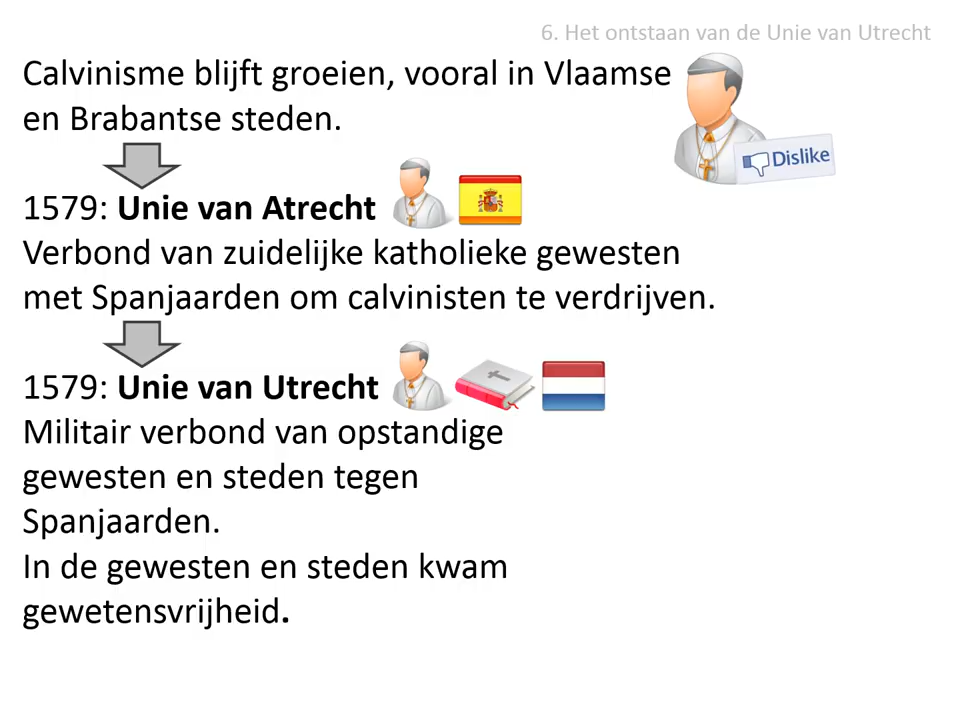 6. Het ontstaan van de Unie van Utrecht
Calvinisme blijft groeien, vooral in Vlaamse
en Brabantse steden.
Dislike
1579: Unie van Atrecht
Verbond van zuidelijke katholieke gewesten
met Spanjaarden om calvinisten te verdrijven.
1579: Unie van Utrecht
Militair verbond van opstandige
gewesten en steden tegen
Spanjaarden.
In de gewesten en steden kwam
gewetensvrijheid.